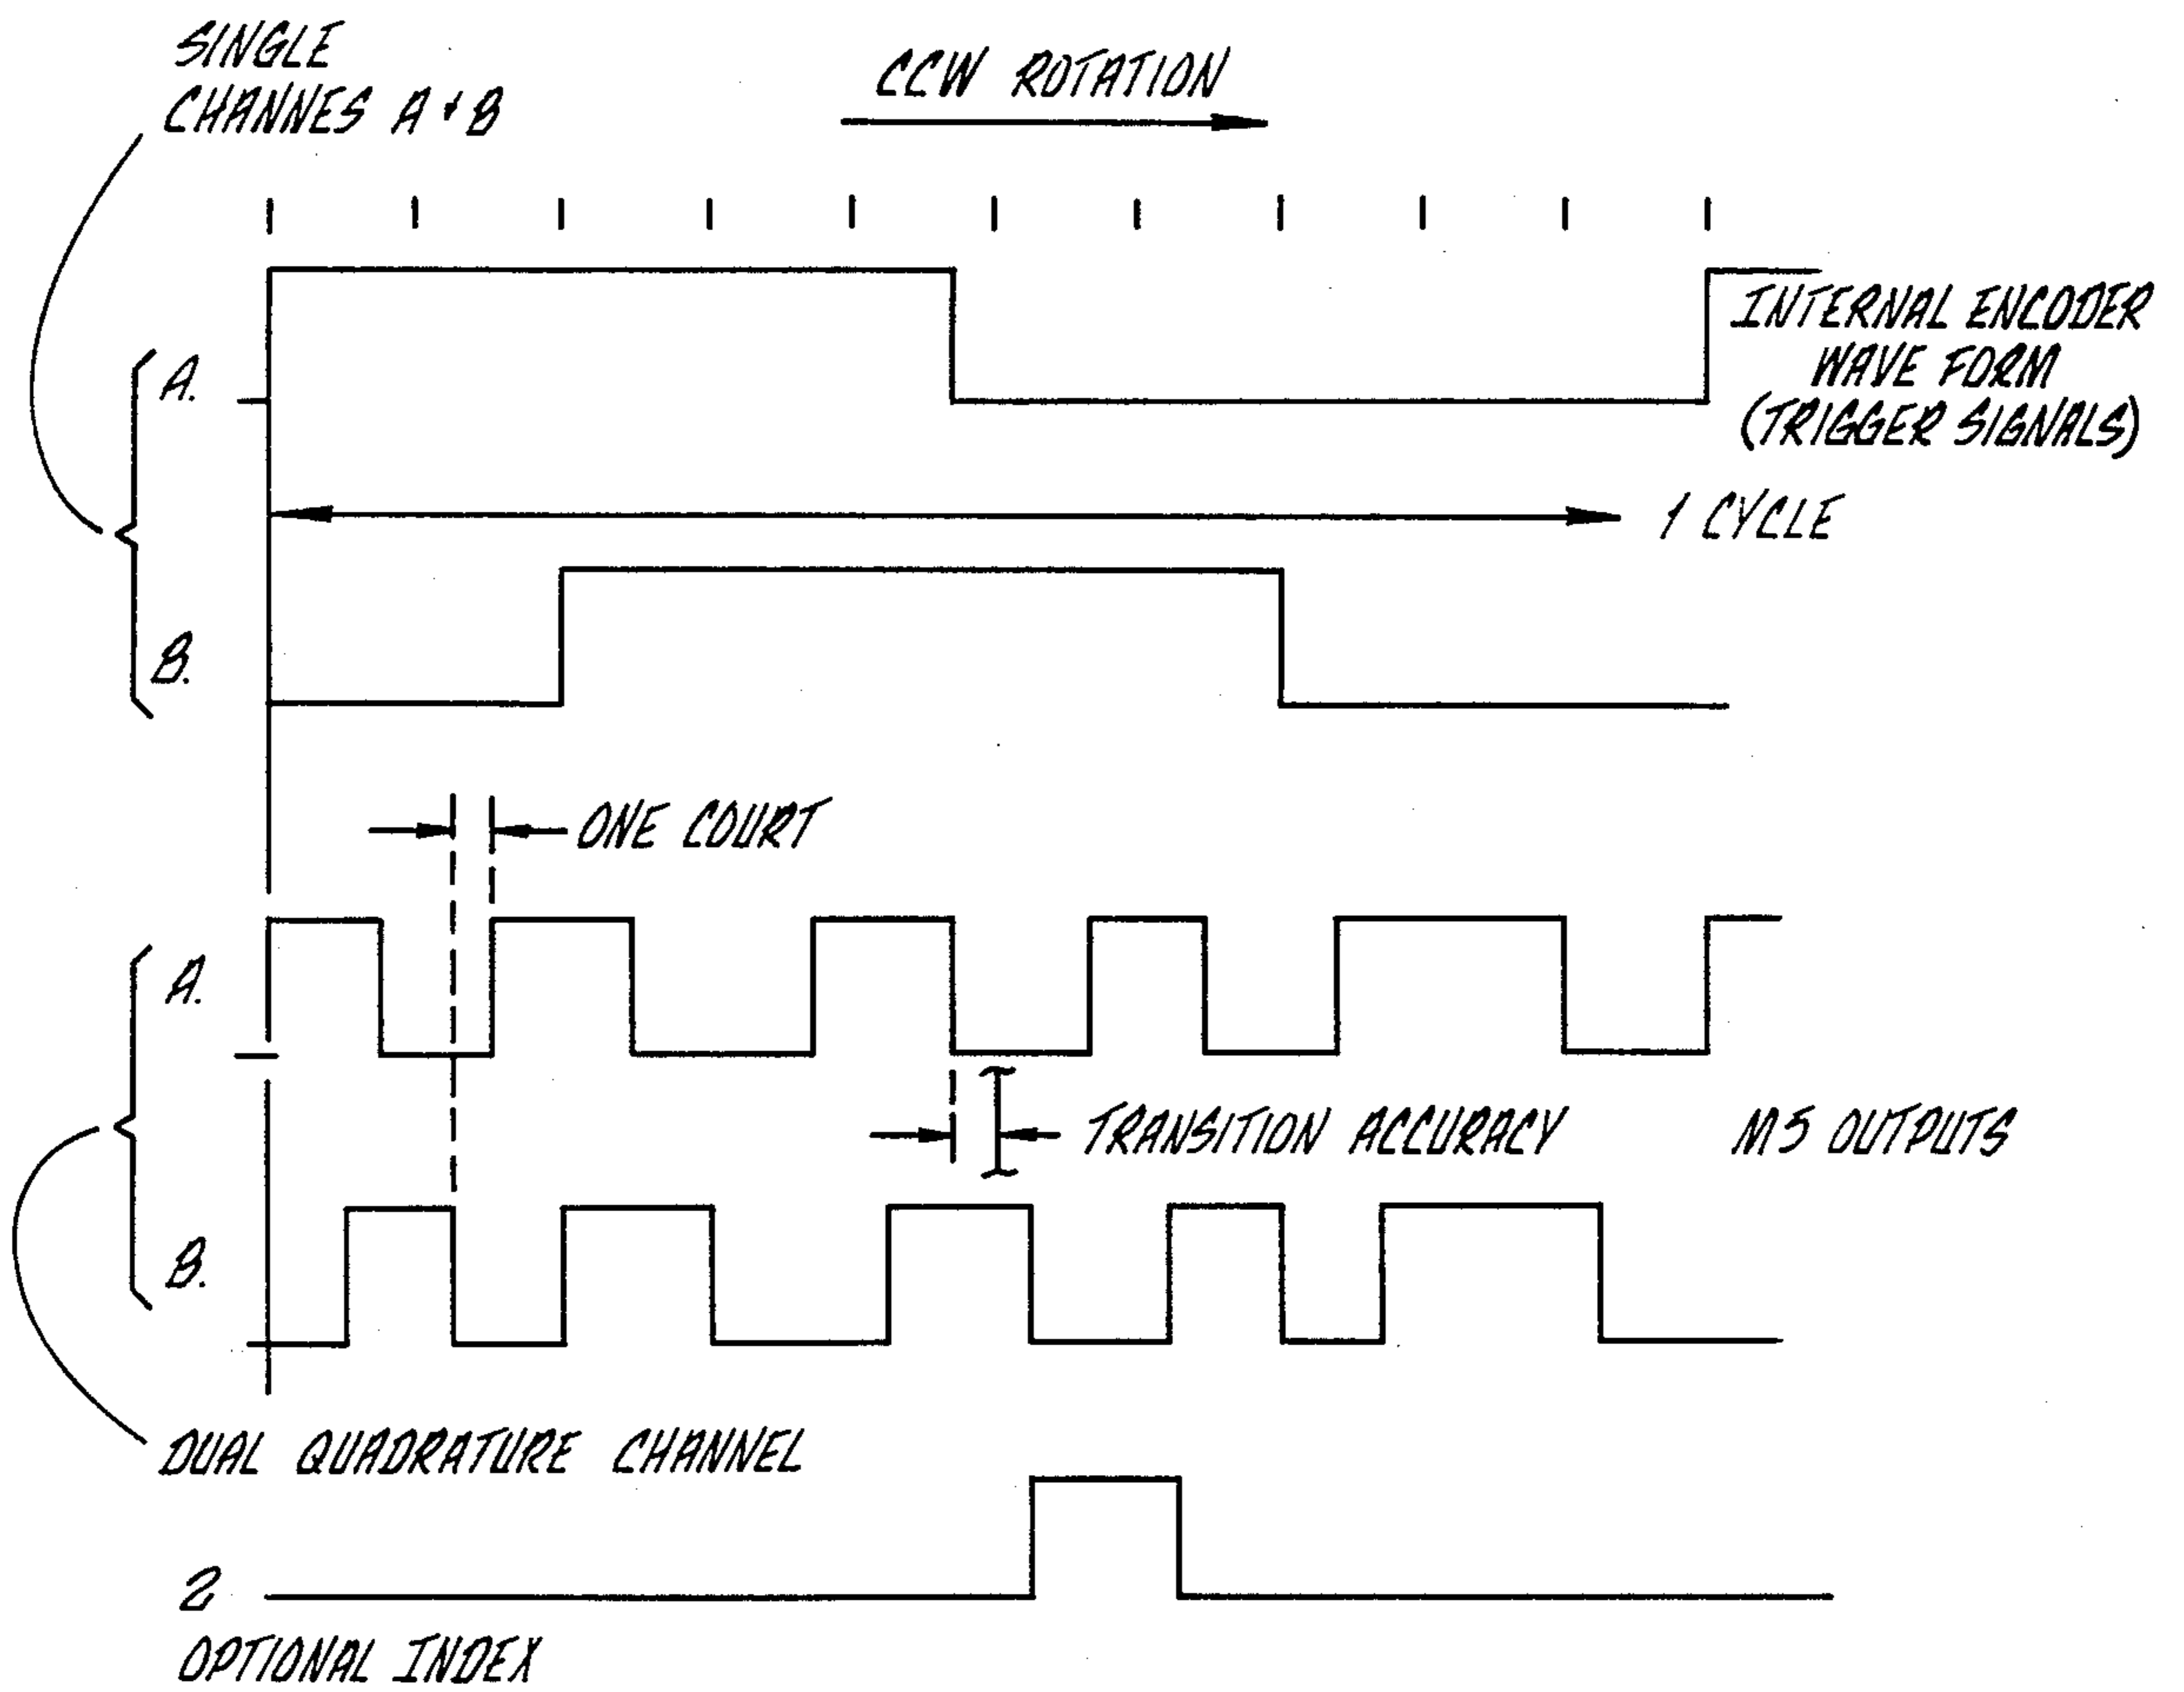 SINGLE
CHANNES A & B
CCW ROTATION
INTERNAL ENCODER
WAVE FORM
(TRIGGER SIGNALS)
A.
1 CYCLE
B.
ONE COURT
A.
TRANSITION ACCURACY
M5 OUTPUTS
B.
DUAL QUADRATURE CHANNEL
2
OPTIONAL INDEX